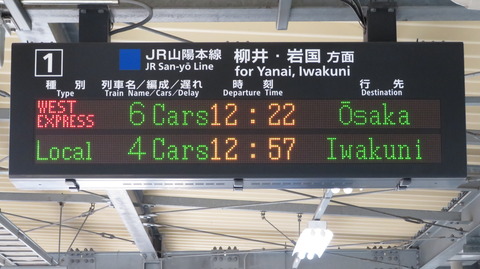 1 JR山陽本線 柳井・岩国 方面
JR San-yō Line for Yanai, Iwakuni
種別 列車名／編成／遅れ 時刻 行先
Type Train Name/Cars/Delay Departure Time Destination
WEST EXPRESS 6 Cars 12:22 Ōsaka
Local 4 Cars 12:57 Iwakuni